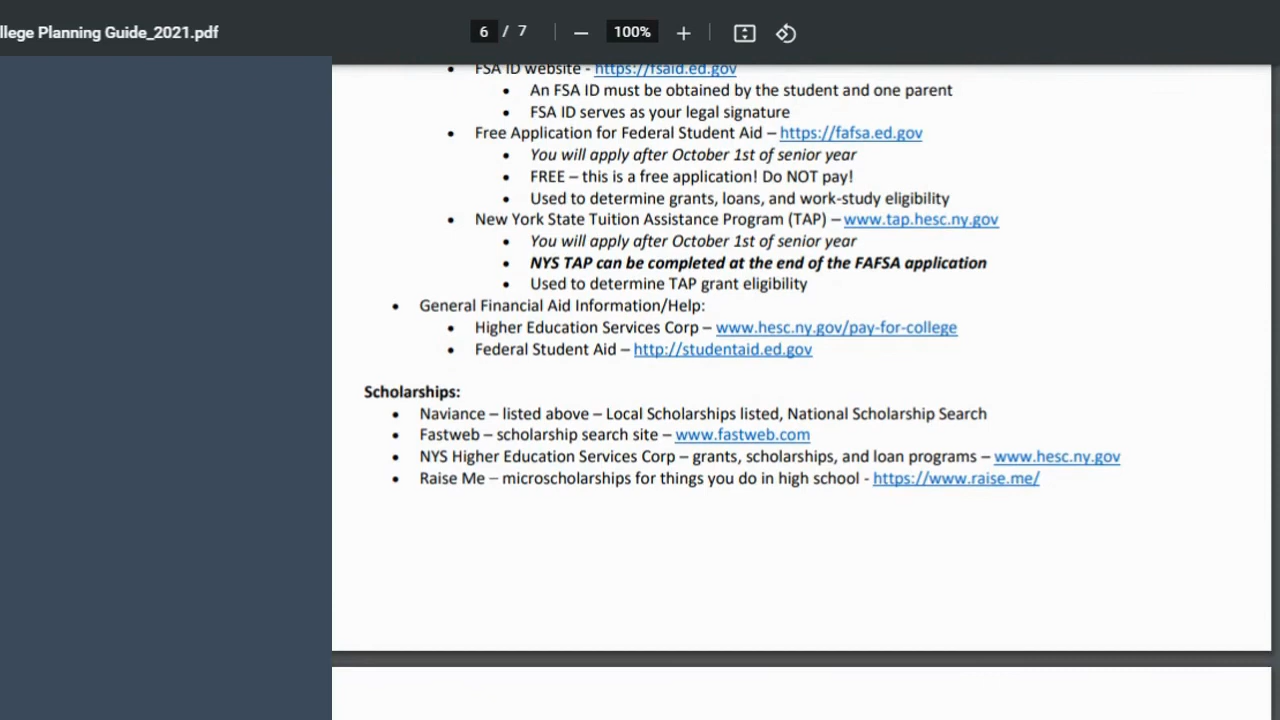 llege Planning Guide_2021.pdf
6 / 7
100%
• FSA ID website - https://fsaid.ed.gov
• An FSA ID must be obtained by the student and one parent
• FSA ID serves as your legal signature
• Free Application for Federal Student Aid – https://fafsa.ed.gov
• You will apply after October 1st of senior year
• FREE – this is a free application! Do NOT pay!
• Used to determine grants, loans, and work-study eligibility
• New York State Tuition Assistance Program (TAP) – www.tap.hesc.ny.gov
• You will apply after October 1st of senior year
• NYS TAP can be completed at the end of the FAFSA application
• Used to determine TAP grant eligibility
• General Financial Aid Information/Help:
• Higher Education Services Corp – www.hesc.ny.gov/pay-for-college
• Federal Student Aid – http://studentaid.ed.gov
Scholarships:
• Naviance – listed above – Local Scholarships listed, National Scholarship Search
• Fastweb – scholarship search site – www.fastweb.com
• NYS Higher Education Services Corp – grants, scholarships, and loan programs – www.hesc.ny.gov
• Raise Me – microscholarships for things you do in high school - https://www.raise.me/